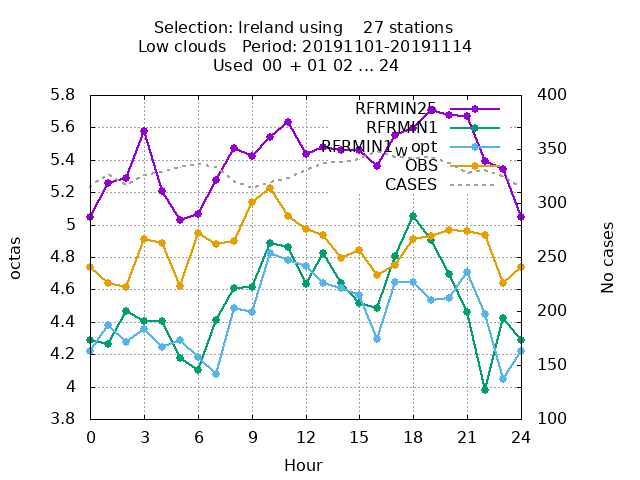 Selection: Ireland using 27 stations
Low clouds Period: 20191101-20191114
Used 00 + 01 02 ... 24
5.8
5.6
5.4
5.2
5
4.8
4.6
4.4
4.2
4
3.8
octas
RFRMIN25
RFRMIN1
RFRMIN1w opt
OBS
CASES
400
350
300
250
200
150
100
No cases
0 3 6 9 12 15 18 21 24
Hour